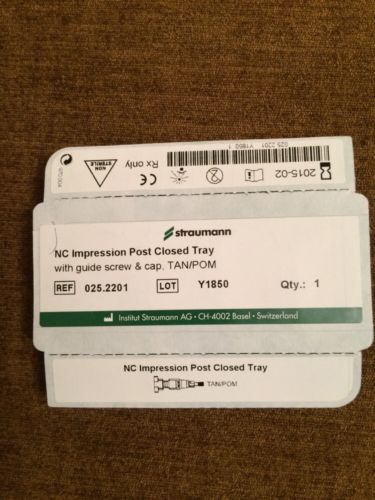 2015-02
025.2201 Y1850 1
Rx only
NON
STERILE
straumann
NC Impression Post Closed Tray
with guide screw & cap, TAN/POM
REF 025.2201 LOT Y1850 Qty.: 1
Institut Straumann AG • CH-4002 Basel • Switzerland
NC Impression Post Closed Tray
TAN/POM